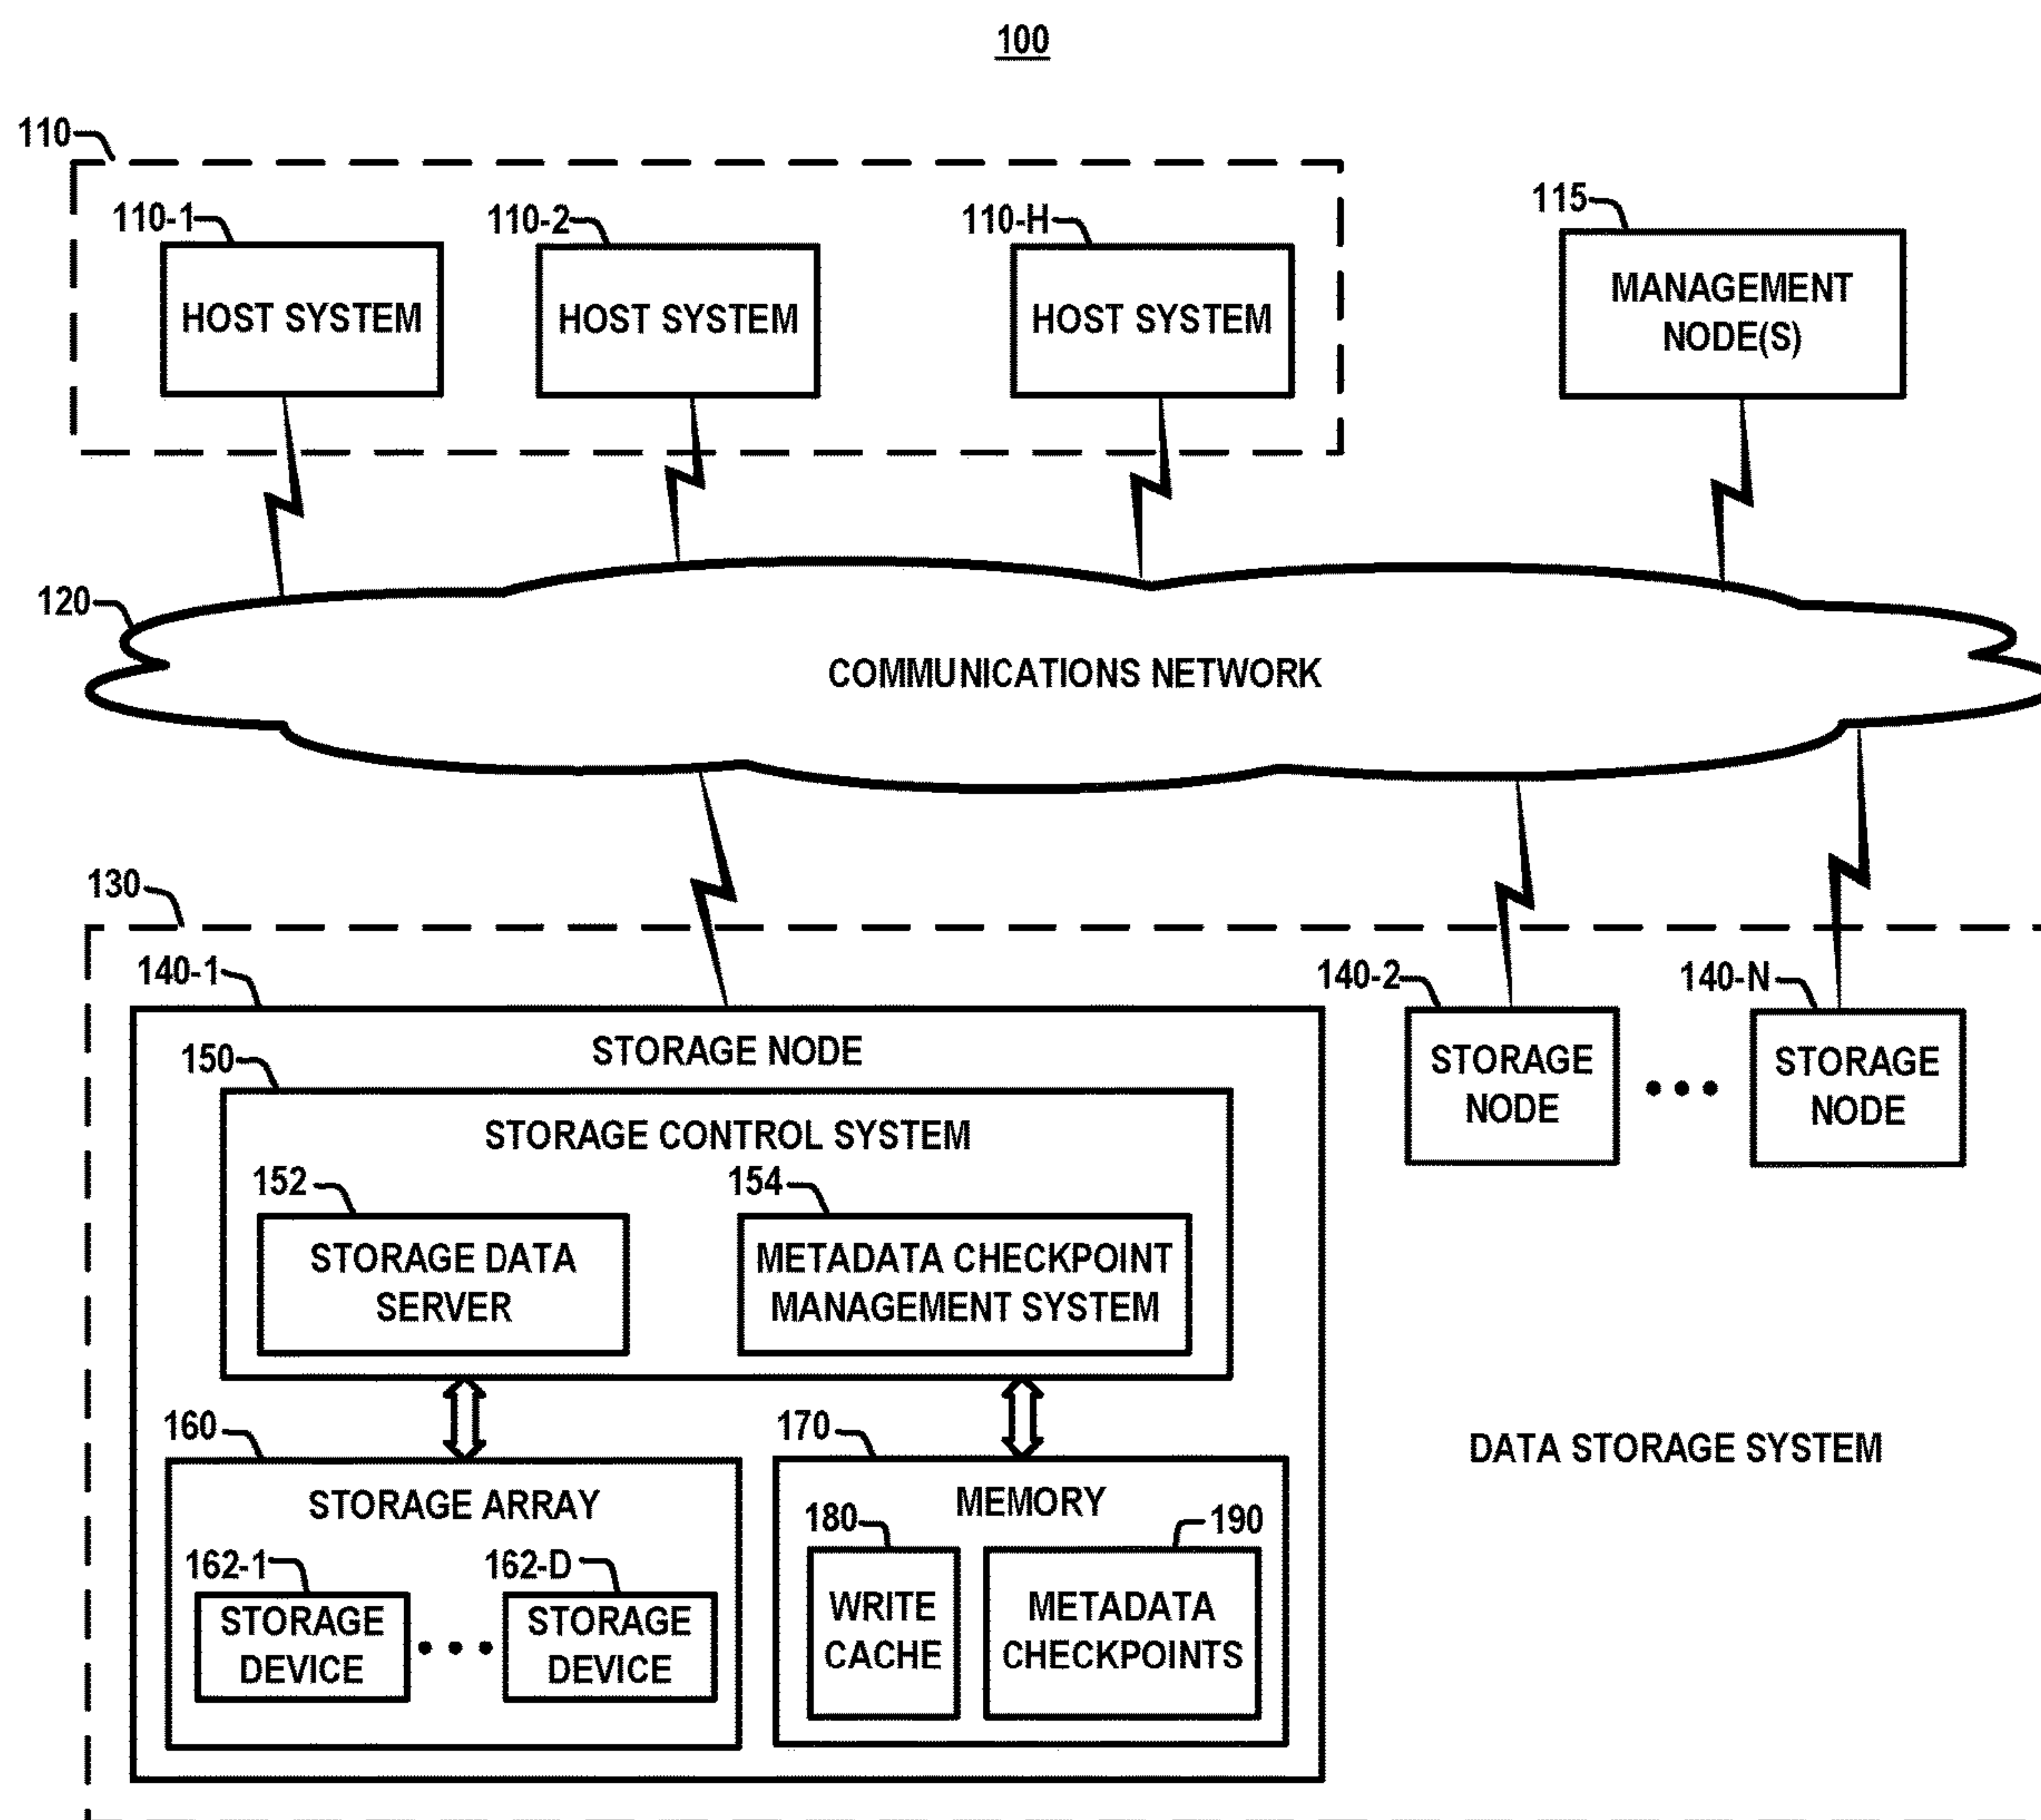 100
110
110-1
110-2
110-H
115
HOST SYSTEM
HOST SYSTEM
HOST SYSTEM
MANAGEMENT
NODE(S)
120
COMMUNICATIONS NETWORK
130
140-1
140-2
140-N
STORAGE NODE
STORAGE
NODE
STORAGE
NODE
150
STORAGE CONTROL SYSTEM
152
154
STORAGE DATA
SERVER
METADATA CHECKPOINT
MANAGEMENT SYSTEM
160
170
DATA STORAGE SYSTEM
STORAGE ARRAY
MEMORY
162-1
162-D
180
190
STORAGE
DEVICE
STORAGE
DEVICE
WRITE
CACHE
METADATA
CHECKPOINTS